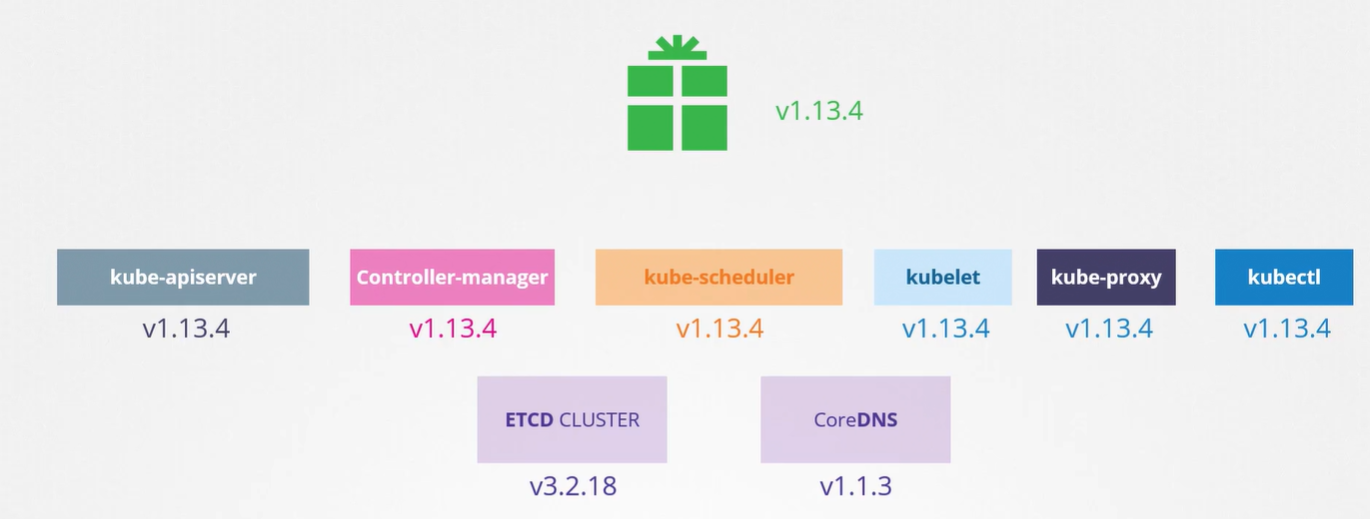 v1.13.4
kube-apiserver
Controller-manager
kube-scheduler
kubelet
kube-proxy
kubectl
v1.13.4
v1.13.4
v1.13.4
v1.13.4
v1.13.4
v1.13.4
ETCD CLUSTER
CoreDNS
v3.2.18
v1.1.3